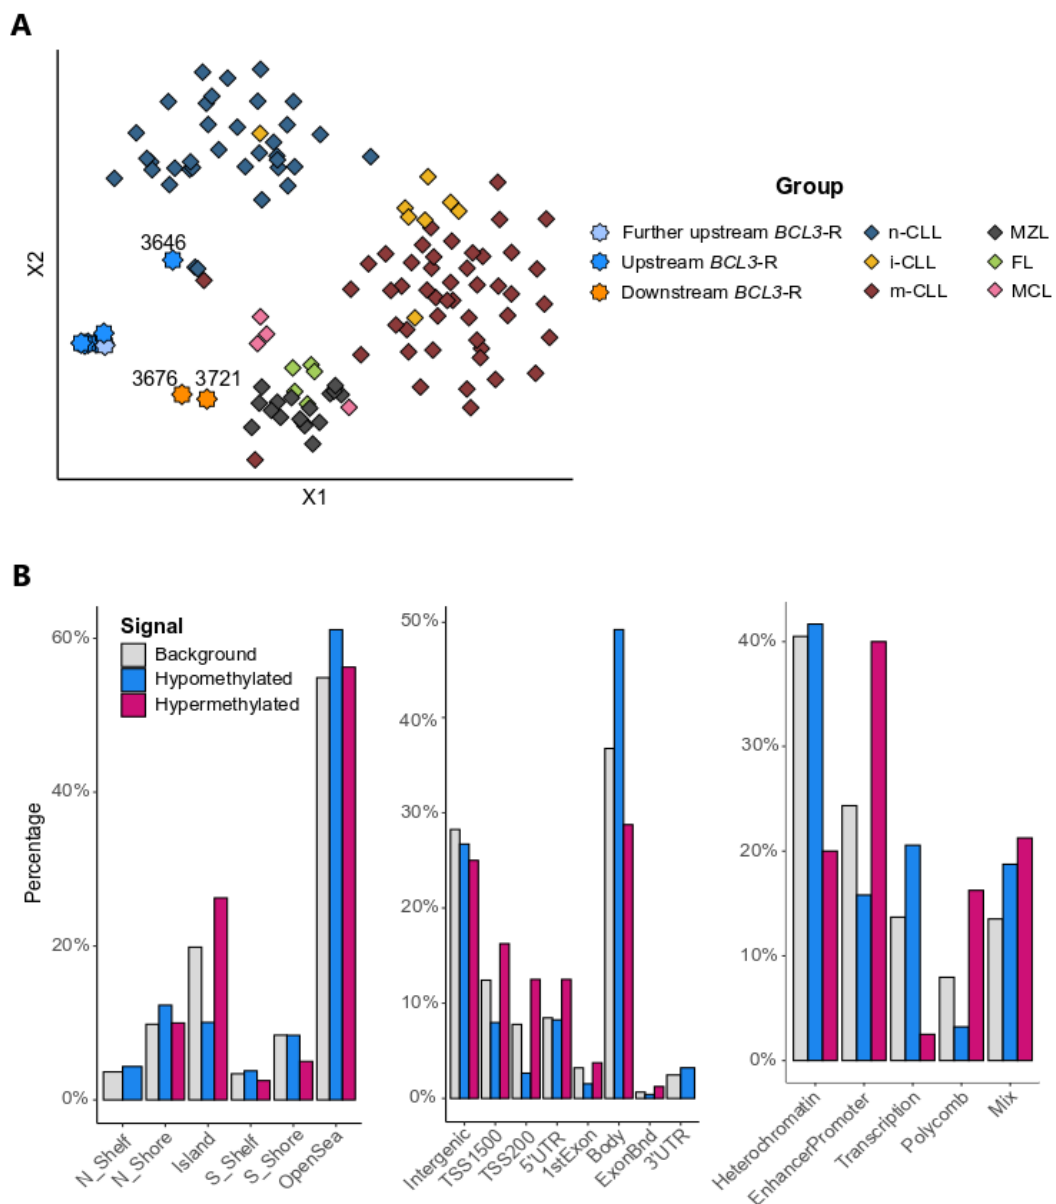 A
X2
X1
3646
3676
3721
Group
Further upstream BCL3-R
Upstream BCL3-R
Downstream BCL3-R
n-CLL
i-CLL
m-CLL
MZL
FL
MCL
B
Signal
Background
Hypomethylated
Hypermethylated
Percentage
60%
40%
20%
0%
N_Shelf
N_Shore
Island
S_Shelf
S_Shore
OpenSea
50%
40%
30%
20%
10%
0%
Intergenic
TSS1500
TSS200
5'UTR
1stExon
Body
ExonBnd
3'UTR
40%
30%
20%
10%
0%
Heterochromatin
EnhancerPromoter
Transcription
Polycomb
Mix